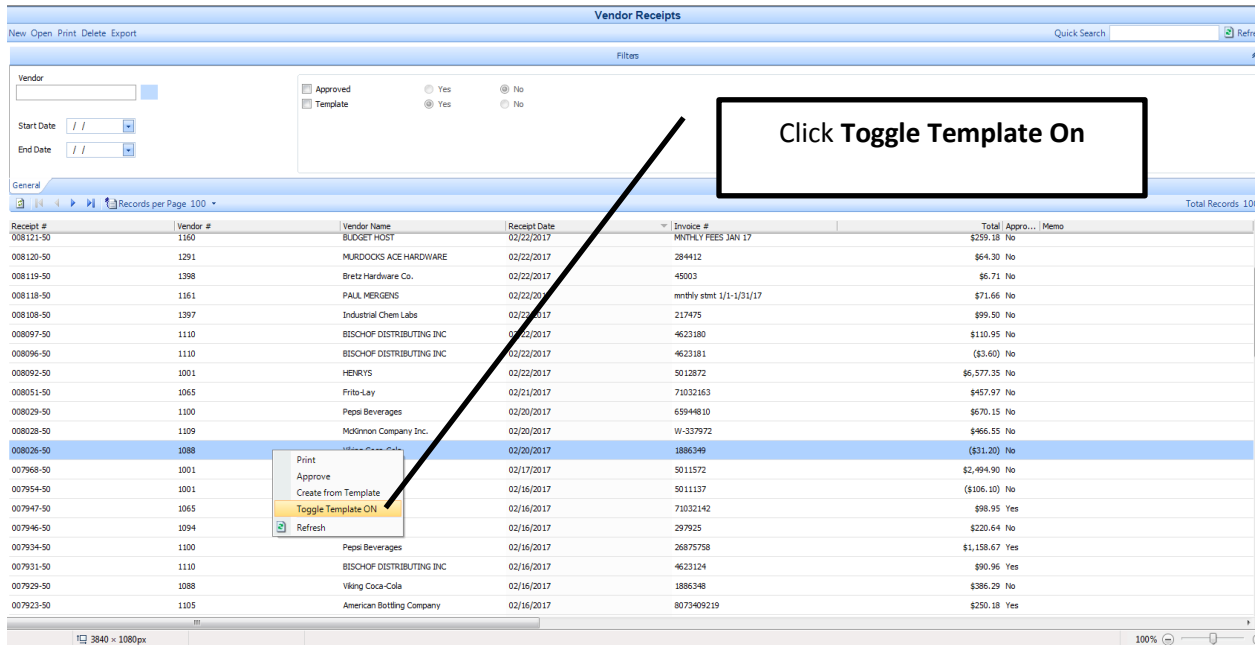 Vendor Receipts
New Open Print Delete Export Quick Search Refre
Filters
Vendor
Approved Yes No
Template Yes No
Start Date / /
End Date / /
Click Toggle Template On
General
Records per Page 100 Total Records 100
Receipt # Vendor # Vendor Name Receipt Date Invoice # Total Appro... Memo
008121-50 1160 BUDGET HOST 02/22/2017 MNTHLY FEES JAN 17 $259.18 No
008120-50 1291 MURDOCKS ACE HARDWARE 02/22/2017 284412 $64.30 No
008119-50 1398 Bretz Hardware Co. 02/22/2017 45003 $6.71 No
008118-50 1161 PAUL MERGENS 02/22/2017 mnthly stmt 1/1-1/31/17 $71.66 No
008108-50 1397 Industrial Chem Labs 02/22/2017 217475 $99.50 No
008097-50 1110 BISCHOF DISTRIBUTING INC 02/22/2017 4623180 $110.95 No
008096-50 1110 BISCHOF DISTRIBUTING INC 02/22/2017 4623181 ($3.60) No
008092-50 1001 HENRYS 02/22/2017 5012872 $6,577.35 No
008051-50 1065 Frito-Lay 02/21/2017 71032163 $457.97 No
008029-50 1100 Pepsi Beverages 02/20/2017 65944810 $670.15 No
008028-50 1109 McKinnon Company Inc. 02/20/2017 W-337972 $466.55 No
008026-50 1088 Viking Coca-Cola 02/20/2017 1886349 ($31.20) No
Print
007968-50 1001 02/17/2017 5011572 $2,494.90 No
Approve
007954-50 1001 02/16/2017 5011137 ($106.10) No
Create from Template
007947-50 1065 Toggle Template ON 02/16/2017 71032142 $98.95 Yes
007946-50 1094 Refresh 02/16/2017 297925 $220.64 No
007934-50 1100 Pepsi Beverages 02/16/2017 26875758 $1,158.67 Yes
007931-50 1110 BISCHOF DISTRIBUTING INC 02/16/2017 4623124 $90.96 Yes
007929-50 1088 Viking Coca-Cola 02/16/2017 1886348 $386.29 No
007923-50 1105 American Bottling Company 02/16/2017 8073409219 $250.18 Yes
3840 × 1080px 100%